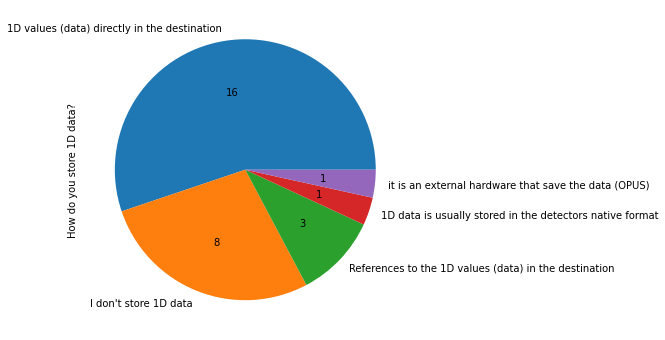 1D values (data) directly in the destination
16
How do you store 1D data?
1
it is an external hardware that save the data (OPUS)
1
1D data is usually stored in the detectors native format
3
8
References to the 1D values (data) in the destination
I don't store 1D data